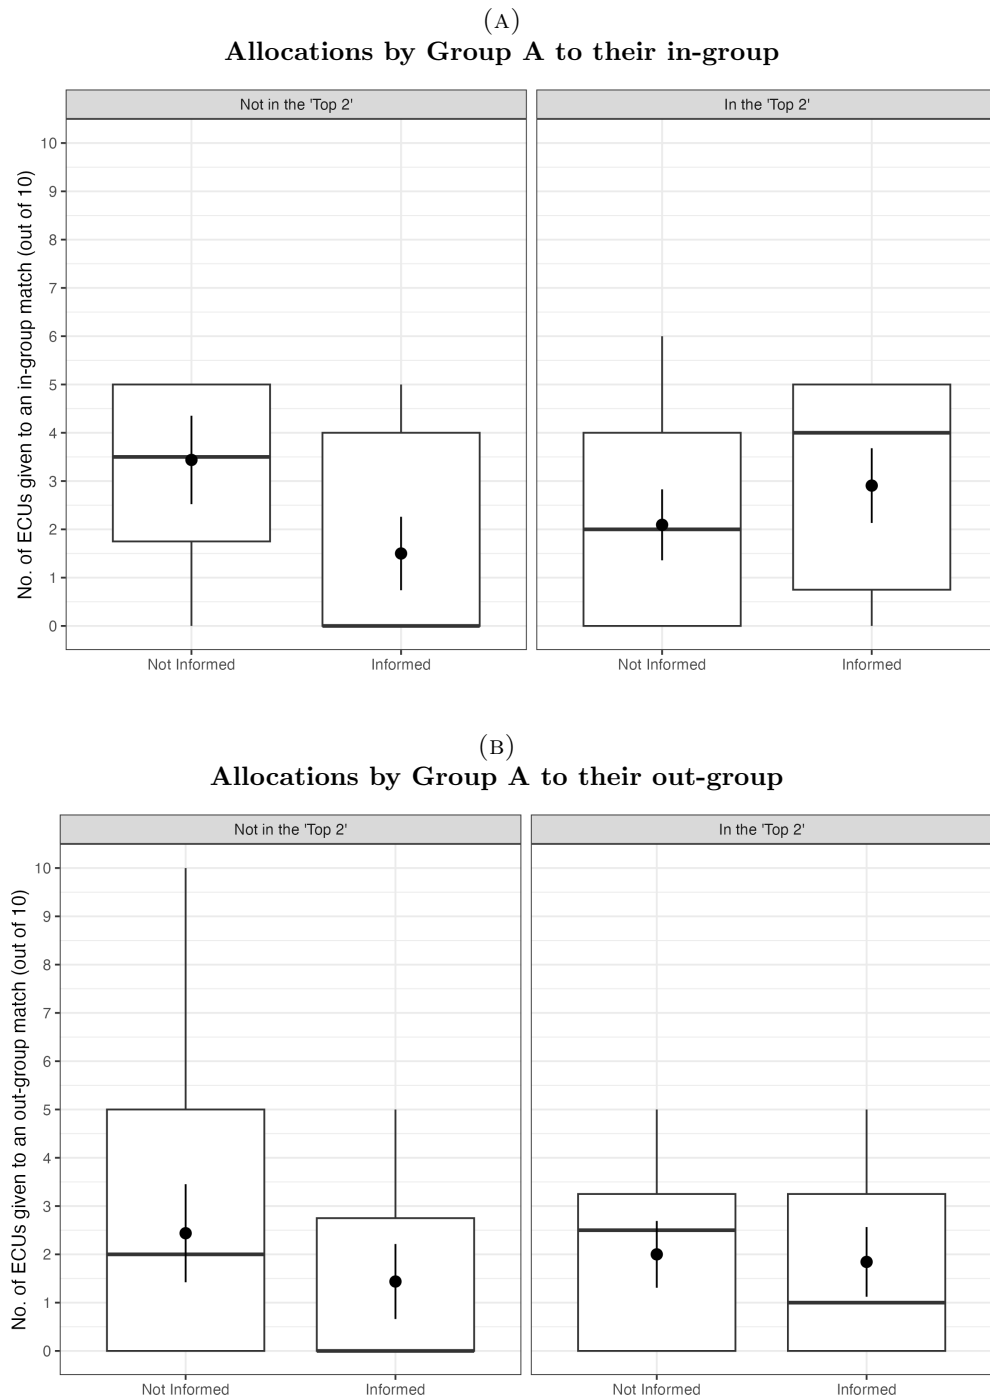 (A)
Allocations by Group A to their in-group
Not in the 'Top 2'
In the 'Top 2'
No. of ECUs given to an in-group match (out of 10)
10
9
8
7
6
5
4
3
2
1
0
Not Informed
Informed
Not Informed
Informed
(B)
Allocations by Group A to their out-group
Not in the 'Top 2'
In the 'Top 2'
No. of ECUs given to an out-group match (out of 10)
10
9
8
7
6
5
4
3
2
1
0
Not Informed
Informed
Not Informed
Informed